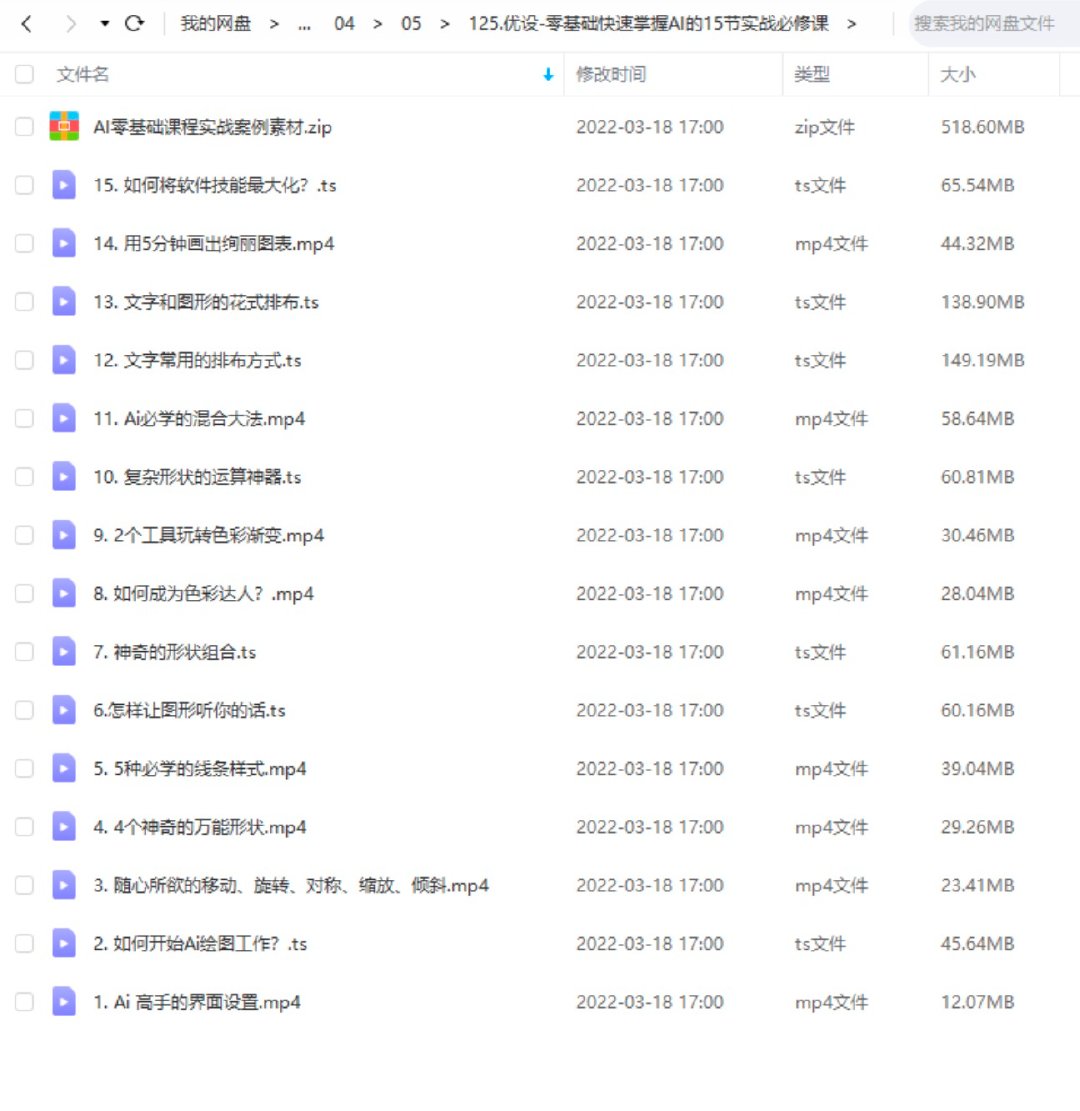 我的网盘 > ... 04 > 05 > 125.优设-零基础快速掌握AI的15节实战必修课 > 搜索我的网盘文件
文件名 修改时间 类型 大小
AI零基础课程实战案例素材.zip 2022-03-18 17:00 zip文件 518.60MB
15. 如何将软件技能最大化？.ts 2022-03-18 17:00 ts文件 65.54MB
14. 用5分钟画出绚丽图表.mp4 2022-03-18 17:00 mp4文件 44.32MB
13. 文字和图形的花式排布.ts 2022-03-18 17:00 ts文件 138.90MB
12. 文字常用的排布方式.ts 2022-03-18 17:00 ts文件 149.19MB
11. Ai必学的混合大法.mp4 2022-03-18 17:00 mp4文件 58.64MB
10. 复杂形状的运算神器.ts 2022-03-18 17:00 ts文件 60.81MB
9. 2个工具玩转色彩渐变.mp4 2022-03-18 17:00 mp4文件 30.46MB
8. 如何成为色彩达人？.mp4 2022-03-18 17:00 mp4文件 28.04MB
7. 神奇的形状组合.ts 2022-03-18 17:00 ts文件 61.16MB
6.怎样让图形听你的话.ts 2022-03-18 17:00 ts文件 60.16MB
5. 5种必学的线条样式.mp4 2022-03-18 17:00 mp4文件 39.04MB
4. 4个神奇的万能形状.mp4 2022-03-18 17:00 mp4文件 29.26MB
3. 随心所欲的移动、旋转、对称、缩放、倾斜.mp4 2022-03-18 17:00 mp4文件 23.41MB
2. 如何开始Ai绘图工作？.ts 2022-03-18 17:00 ts文件 45.64MB
1. Ai 高手的界面设置.mp4 2022-03-18 17:00 mp4文件 12.07MB